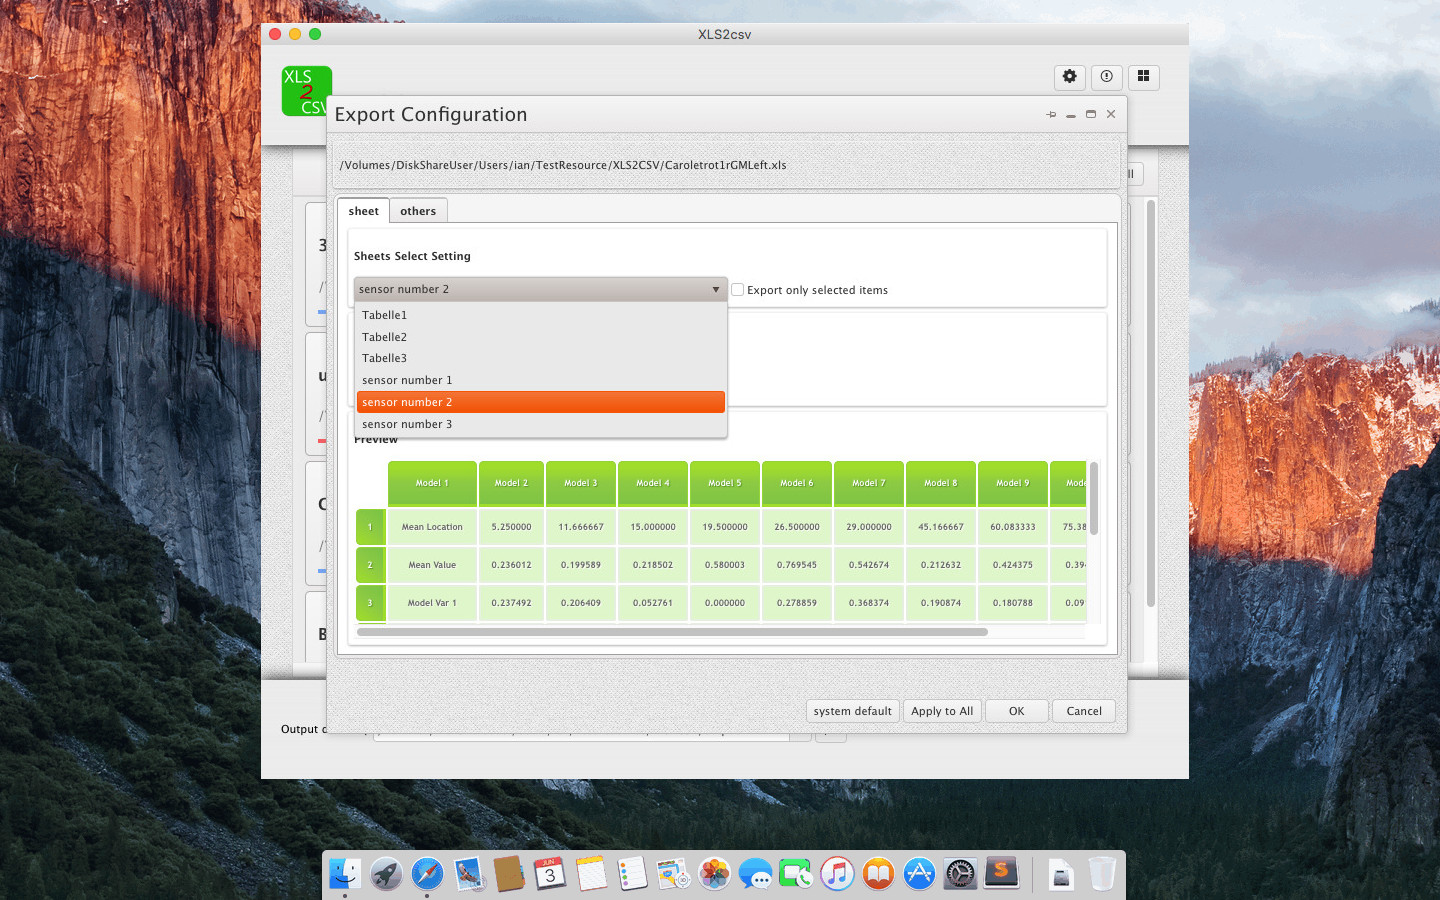 XLS2csv
XLS
2
CSV
Export Configuration
/Volumes/DiskShareUser/Users/ian/TestResource/XLS2CSV/Caroletrot1rGMLeft.xls
sheet others
Sheets Select Setting
sensor number 2
Export only selected items
Tabelle1
Tabelle2
Tabelle3
sensor number 1
sensor number 2
sensor number 3
Preview
Model 1 Model 2 Model 3 Model 4 Model 5 Model 6 Model 7 Model 8 Model 9
1 Mean Location 5.250000 11.666667 15.000000 19.500000 26.500000 29.000000 45.166667 60.083333 75.38
2 Mean Value 0.236012 0.199589 0.218502 0.580003 0.769545 0.542674 0.212632 0.424375
3 Model Var 1 0.237492 0.206409 0.052761 0.000000 0.278859 0.368374 0.190874 0.180788 0.09
system default Apply to All OK Cancel
Output
JUN
3